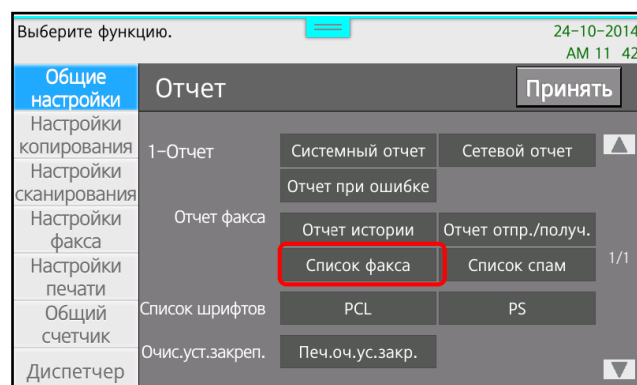 Выберите функцию.
24-10-2014
AM 11 42
Общие
настройки
Отчет
Принять
Настройки
копирования
Настройки
сканирования
Настройки
факса
Настройки
печати
Общий
счетчик
Диспетчер
1-Отчет
Системный отчет
Сетевой отчет
Отчет при ошибке
Отчет факса
Отчет истории
Отчет отпр./получ.
Список факса
Список спам
1/1
Список шрифтов
PCL
PS
Очис.уст.закреп.
Печ.оч.ус.закр.